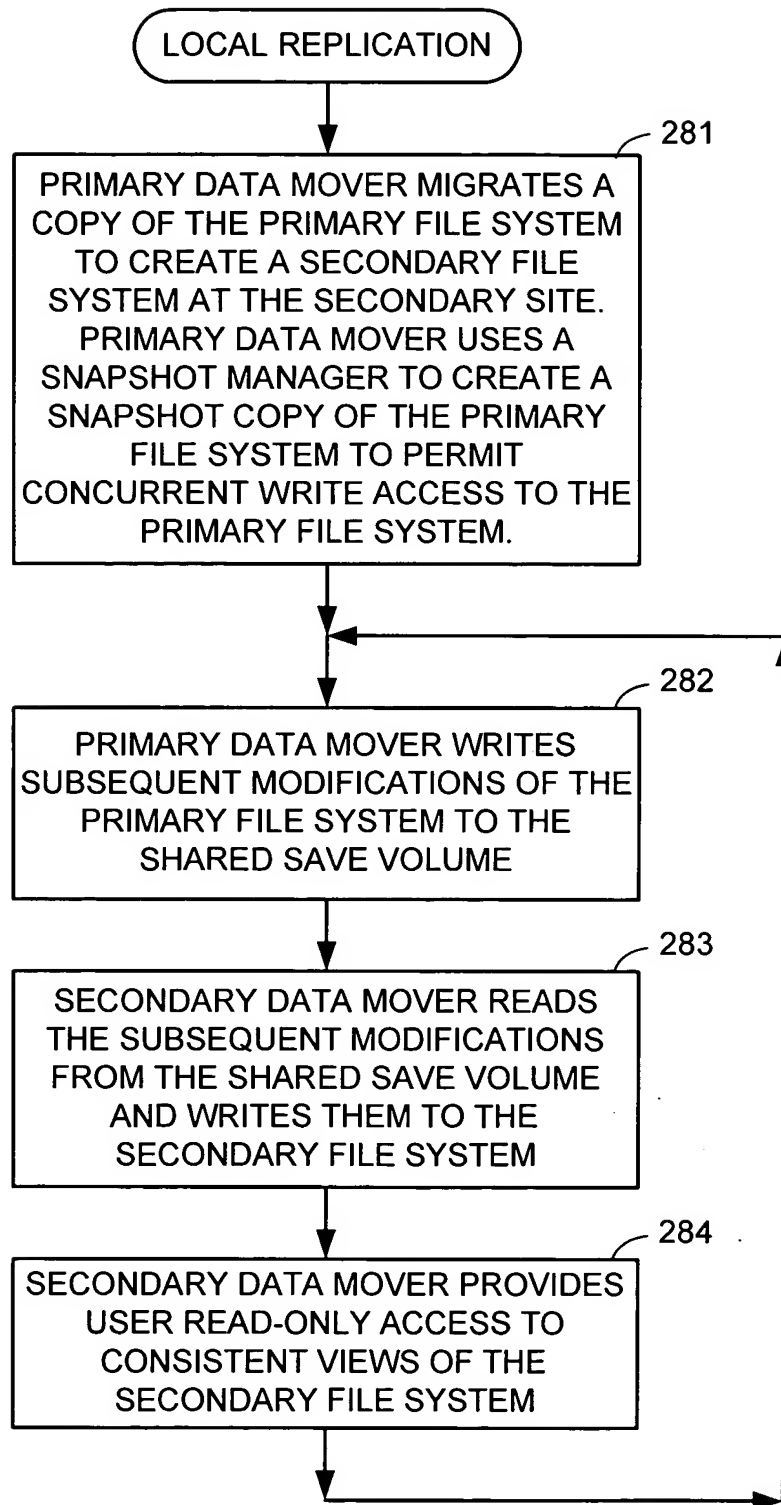 LOCAL REPLICATION
281
PRIMARY DATA MOVER MIGRATES A
COPY OF THE PRIMARY FILE SYSTEM
TO CREATE A SECONDARY FILE
SYSTEM AT THE SECONDARY SITE.
PRIMARY DATA MOVER USES A
SNAPSHOT MANAGER TO CREATE A
SNAPSHOT COPY OF THE PRIMARY
FILE SYSTEM TO PERMIT
CONCURRENT WRITE ACCESS TO THE
PRIMARY FILE SYSTEM.
282
PRIMARY DATA MOVER WRITES
SUBSEQUENT MODIFICATIONS OF THE
PRIMARY FILE SYSTEM TO THE
SHARED SAVE VOLUME
283
SECONDARY DATA MOVER READS
THE SUBSEQUENT MODIFICATIONS
FROM THE SHARED SAVE VOLUME
AND WRITES THEM TO THE
SECONDARY FILE SYSTEM
284
SECONDARY DATA MOVER PROVIDES
USER READ-ONLY ACCESS TO
CONSISTENT VIEWS OF THE
SECONDARY FILE SYSTEM